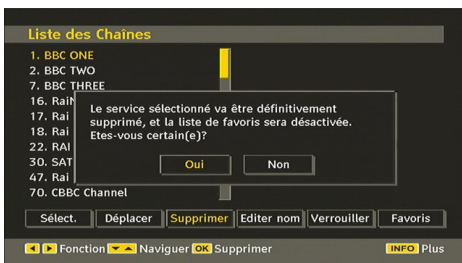 Liste des Chaînes
1. BBC ONE
2. BBC TWO
7. BBC THREE
16. RaiN
17. Rai
18. Rai
22. RAI
30. SAT
47. Rai
70. CBBC Channel
Le service sélectionné va être définitivement
supprimé, et la liste de favoris sera désactivée.
Etes-vous certain(e)?
Oui Non
Sélect. Déplacer Supprimer Editer nom Verrouiller Favoris
Fonction Naviguer OK Supprimer INFO Plus